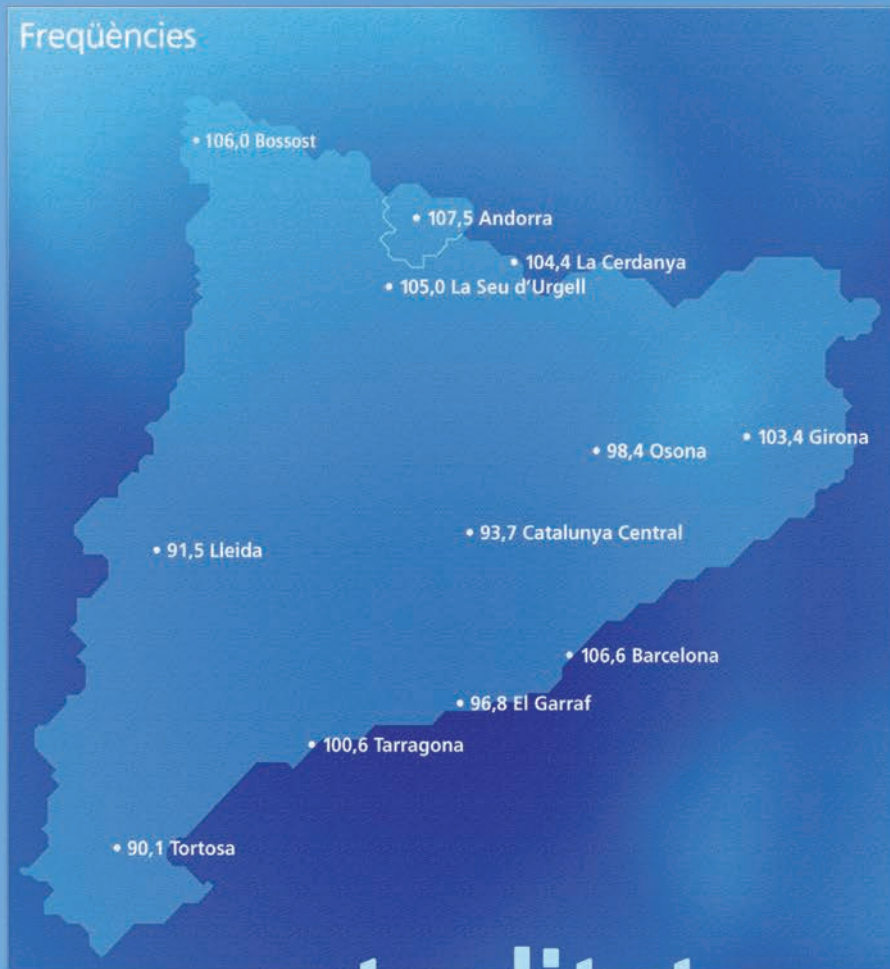 Freqüències
106,0 Bossost
107,5 Andorra
104,4 La Cerdanya
105,0 La Seu d'Urgell
103,4 Girona
98,4 Osona
93,7 Catalunya Central
91,5 Lleida
106,6 Barcelona
96,8 El Garraf
100,6 Tarragona
90,1 Tortosa